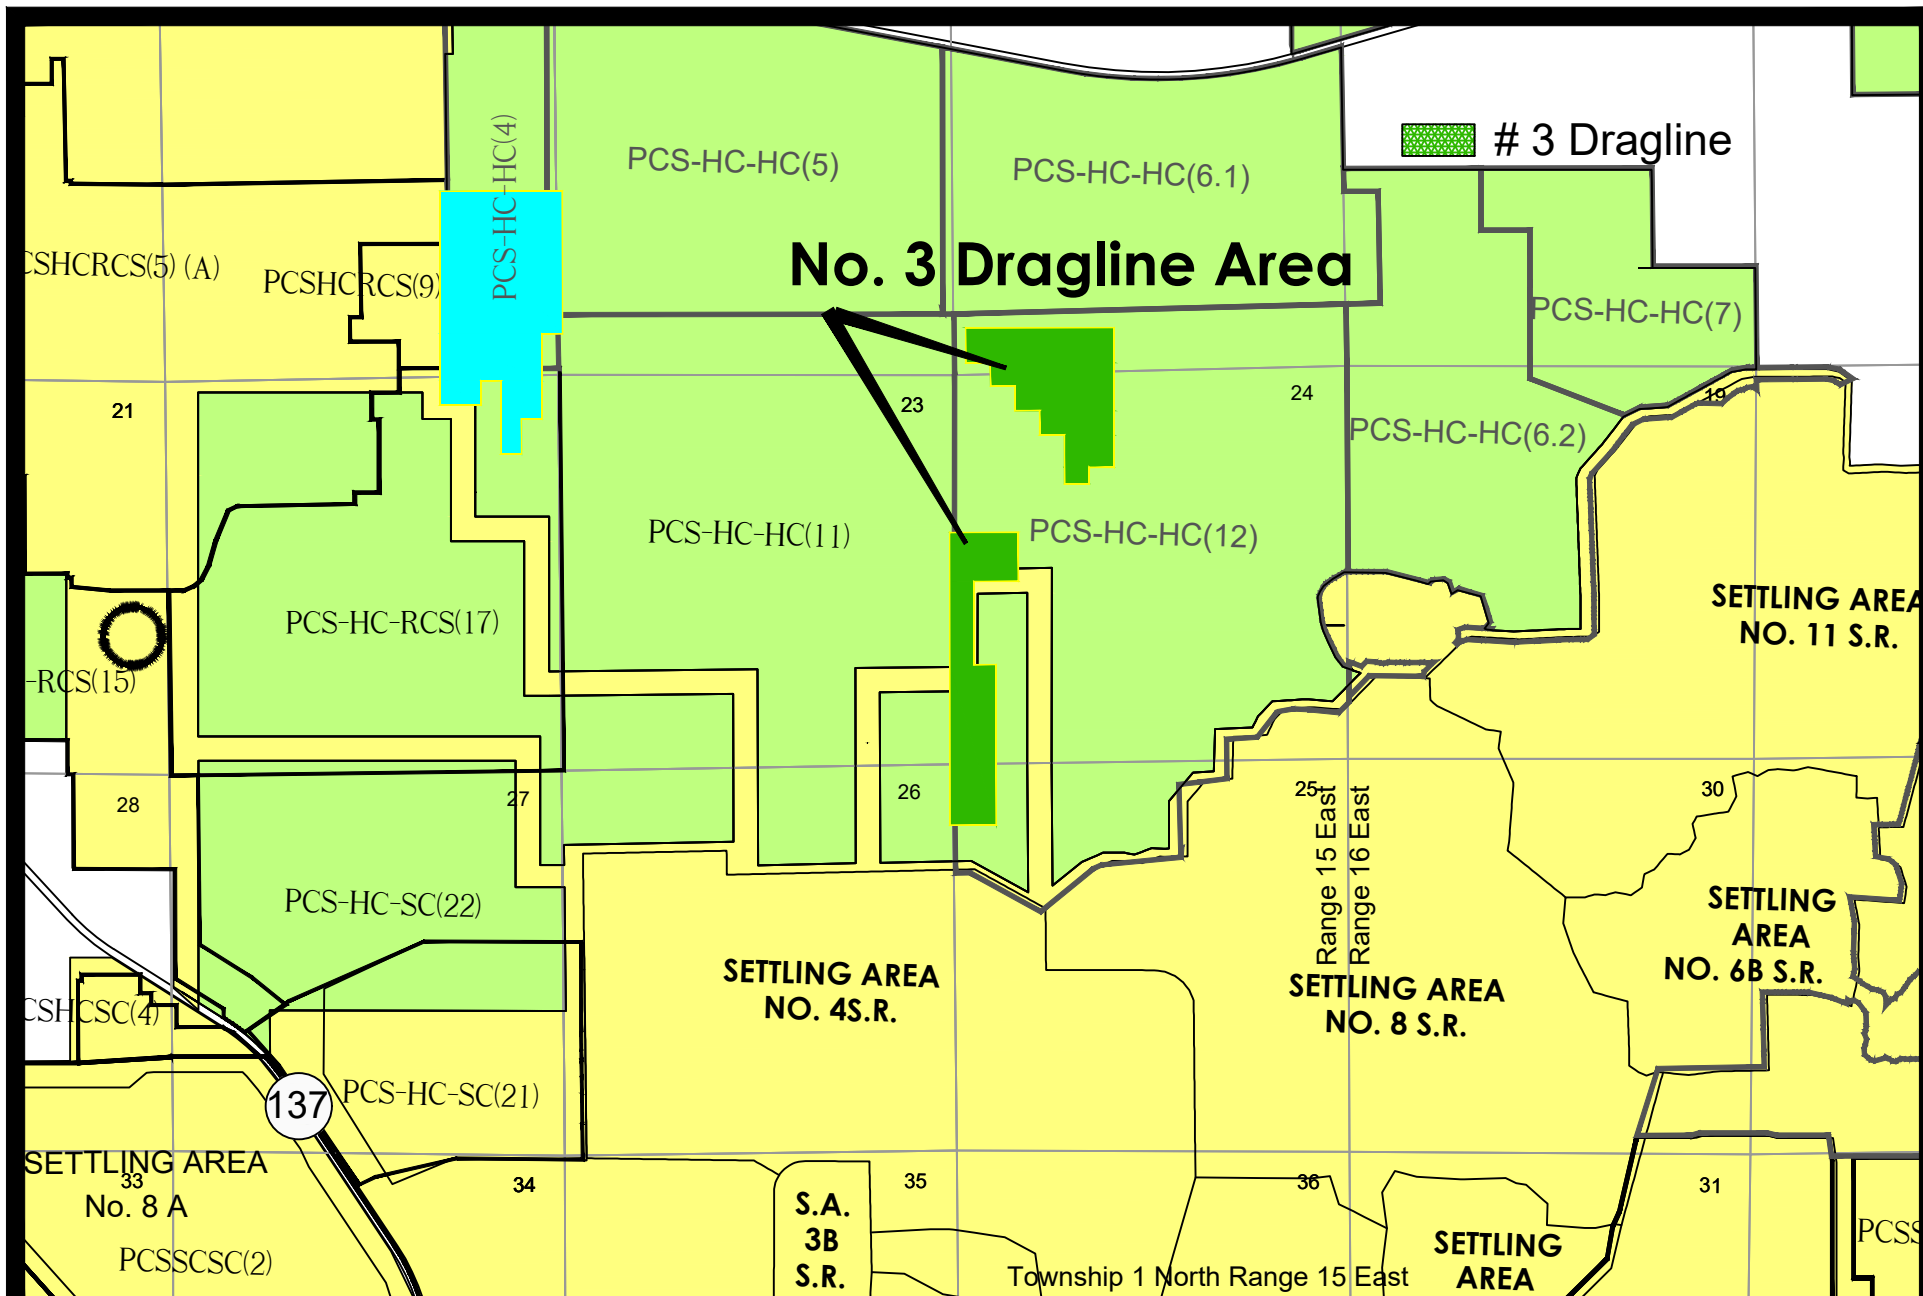 PCS-HC-HC(4)
PCS-HC-HC(5)
PCS-HC-HC(6.1)
# 3 Dragline
No. 3 Dragline Area
CSHCRCS(5) (A)
PCSHCRCS(9)
PCS-HC-HC(7)
21
23
24
19
PCS-HC-HC(6.2)
PCS-HC-HC(11)
PCS-HC-HC(12)
PCS-HC-RCS(17)
SETTLING AREA
NO. 11 S.R.
-RCS(15)
28
27
26
25
30
Range 15 East
Range 16 East
PCS-HC-SC(22)
SETTLING
AREA
NO. 6B S.R.
SETTLING AREA
NO. 4S.R.
SETTLING AREA
NO. 8 S.R.
CSHCSC(4)
PCS-HC-SC(21)
137
SETTLING AREA
33
No. 8 A
34
35
36
31
S.A.
3B
S.R.
PCSSCSC(2)
SETTLING
AREA
PCSS
Township 1 North Range 15 East